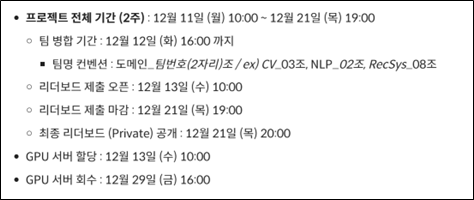 • 프로젝트 전체 기간 (2주) : 12월 11일 (월) 10:00 ~ 12월 21일 (목) 19:00
○ 팀 병합 기간 : 12월 12일 (화) 16:00 까지
■ 팀명 컨벤션 : 도메인_팀번호(2자리)조 / ex) CV_03조, NLP_02조, RecSys_08조
○ 리더보드 제출 오픈 : 12월 13일 (수) 10:00
○ 리더보드 제출 마감 : 12월 21일 (목) 19:00
○ 최종 리더보드 (Private) 공개 : 12월 21일 (목) 20:00
• GPU 서버 할당 : 12월 13일 (수) 10:00
• GPU 서버 회수 : 12월 29일 (금) 16:00